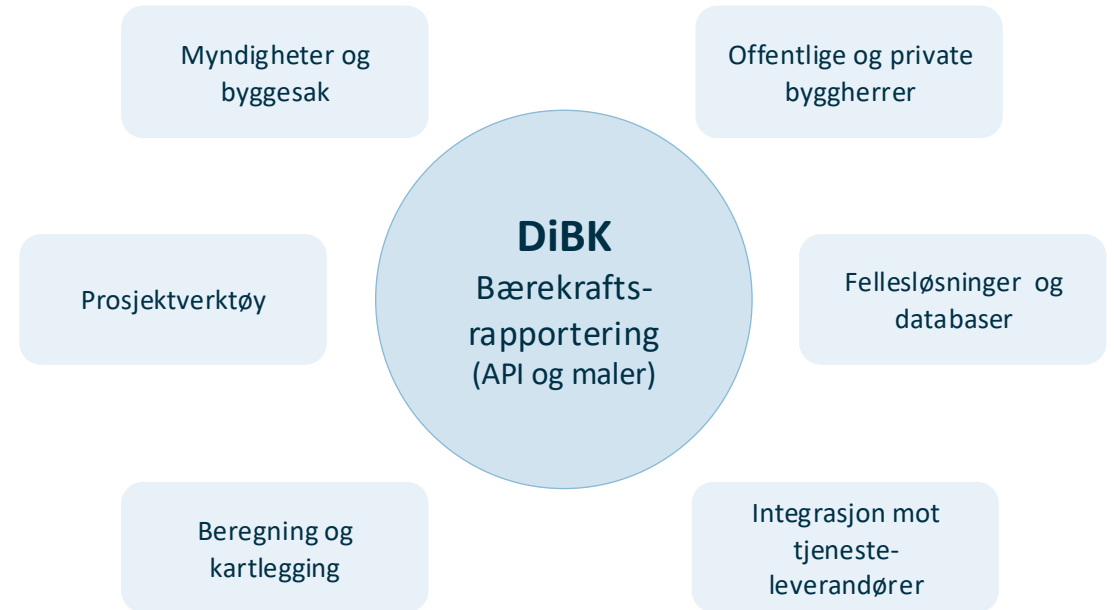 Myndigheter og
byggesak
Offentlige og private
byggherrer
DiBK
Bærekrafts-
rapportering
(API og maler)
Prosjektverktøy
Fellesløsninger og
databaser
Beregning og
kartlegging
Integrasjon mot
tjeneste-
leverandører